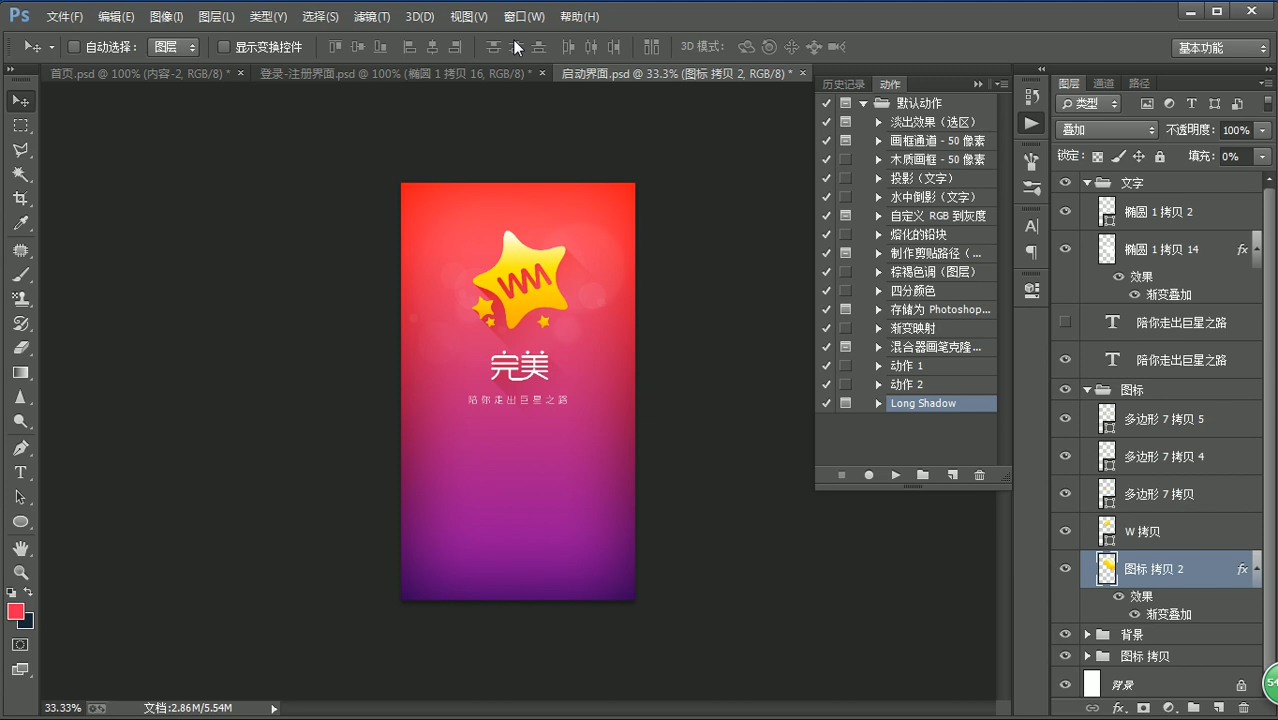 Ps 文件(F) 编辑(E) 图像(I) 图层(L) 类型(Y) 选择(S) 滤镜(T) 3D(D) 视图(V) 窗口(W) 帮助(H)
自动选择: 图层 显示变换控件 3D 模式: 基本功能
首页.psd @ 100% (内容-2, RGB/8) * × 登录-注册界面.psd @ 100% (椭圆 1 拷贝 16, RGB/8) * × 启动界面.psd @ 33.3% (图标 拷贝 2, RGB/8) * ×
历史记录 动作
默认动作
淡出效果（选区）
画框通道 - 50 像素
木质画框 - 50 像素
投影（文字）
水中倒影（文字）
自定义 RGB 到灰度
熔化的铅块
制作剪贴路径（...
棕褐色调（图层）
四分颜色
存储为 Photoshop...
渐变映射
混合器画笔克隆...
动作 1
动作 2
Long Shadow
图层 通道 路径
类型
叠加 不透明度: 100%
锁定: 填充: 0%
文字
椭圆 1 拷贝 2
椭圆 1 拷贝 14 fx
效果
渐变叠加
T 陪你走出巨星之路
T 陪你走出巨星之路
图标
多边形 7 拷贝 5
多边形 7 拷贝 4
多边形 7 拷贝
W 拷贝
图标 拷贝 2 fx
效果
渐变叠加
背景
图标 拷贝
背景
54
WM
完美
陪你走出巨星之路
33.33% 文档:2.86M/5.54M